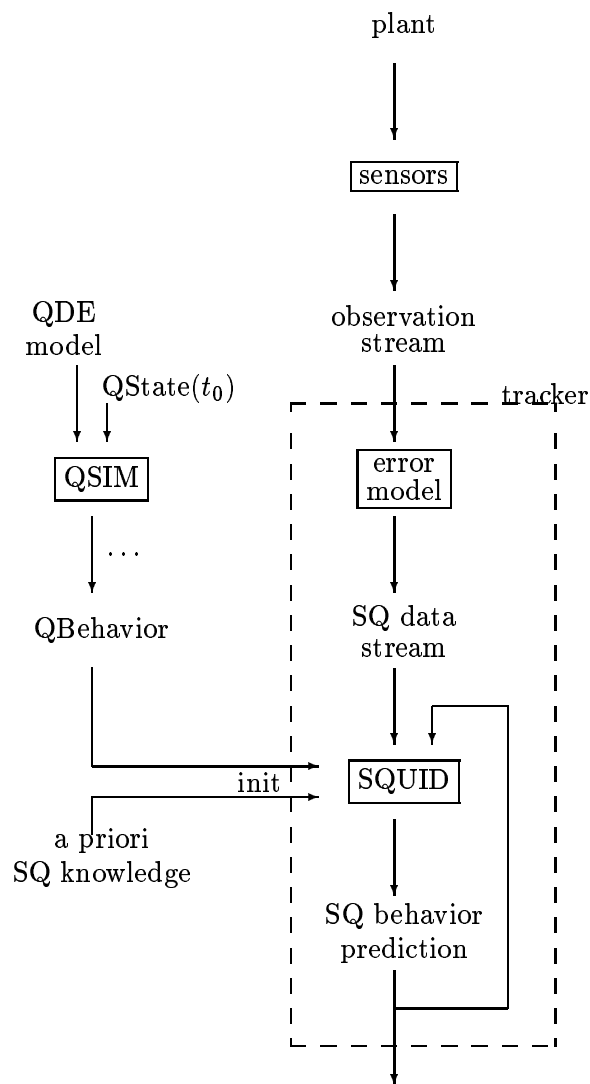 plant
sensors
observation
stream
QDE
model
QState(t₀)
tracker
QSIM
error
model
...
QBehavior
SQ data
stream
init
SQUID
a priori
SQ knowledge
SQ behavior
prediction